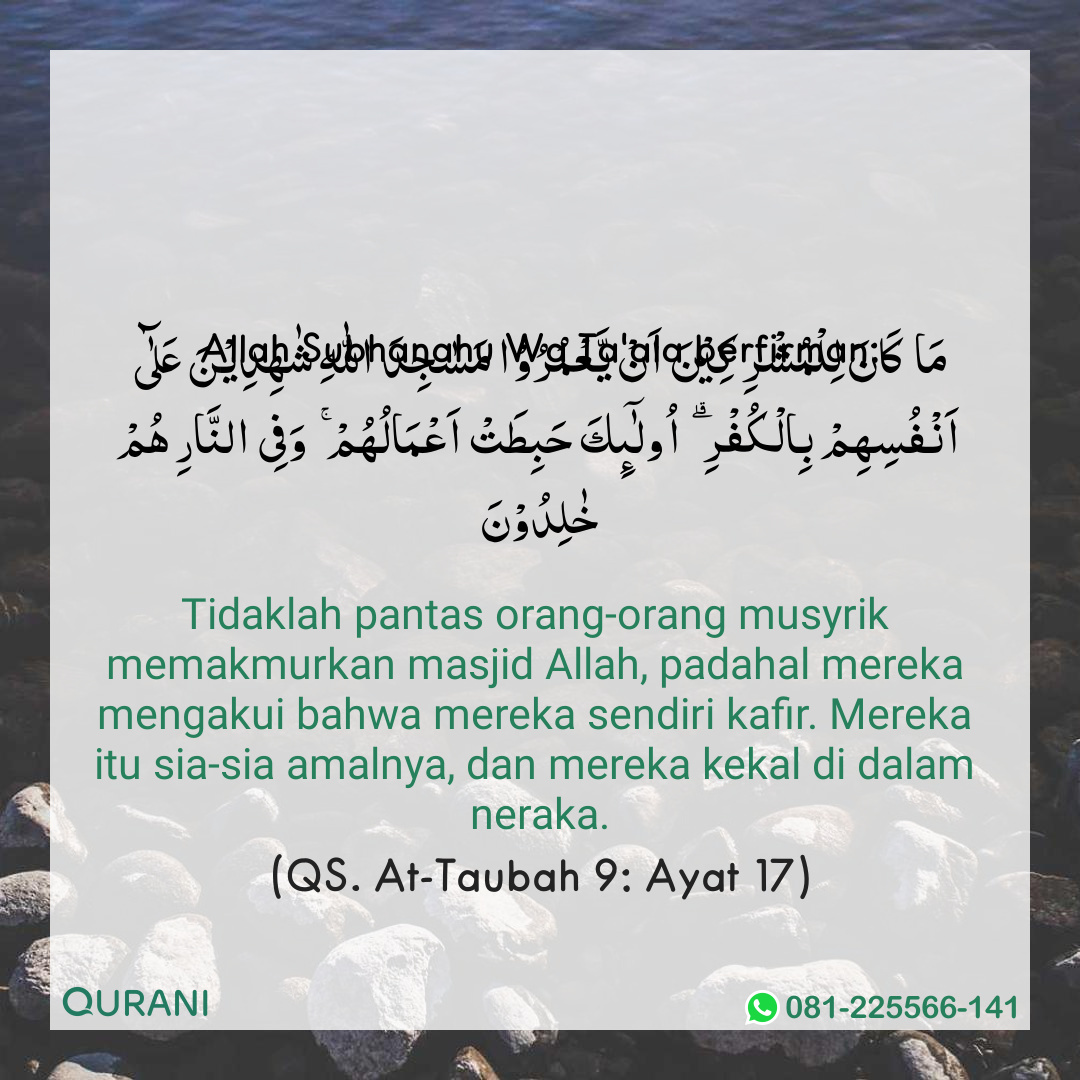 Allah Subhanahu Wa Ta'ala berfirman:
مَا كَانَ لِلْمُشْرِكِيْنَ اَنْ يَّعْمُرُوْا مَسٰجِدَ اللّٰهِ شٰهِدِيْنَ عَلٰۤى
اَنْفُسِهِمْ بِالْـكُفْرِ ۗ اُولٰٓئِكَ حَبِطَتْ اَعْمَالُهُمْ ۚ وَفِى النَّارِ هُمْ
خٰلِدُوْنَ
Tidaklah pantas orang-orang musyrik
memakmurkan masjid Allah, padahal mereka
mengakui bahwa mereka sendiri kafir. Mereka
itu sia-sia amalnya, dan mereka kekal di dalam
neraka.
(QS. At-Taubah 9: Ayat 17)
QURANI
081-225566-141